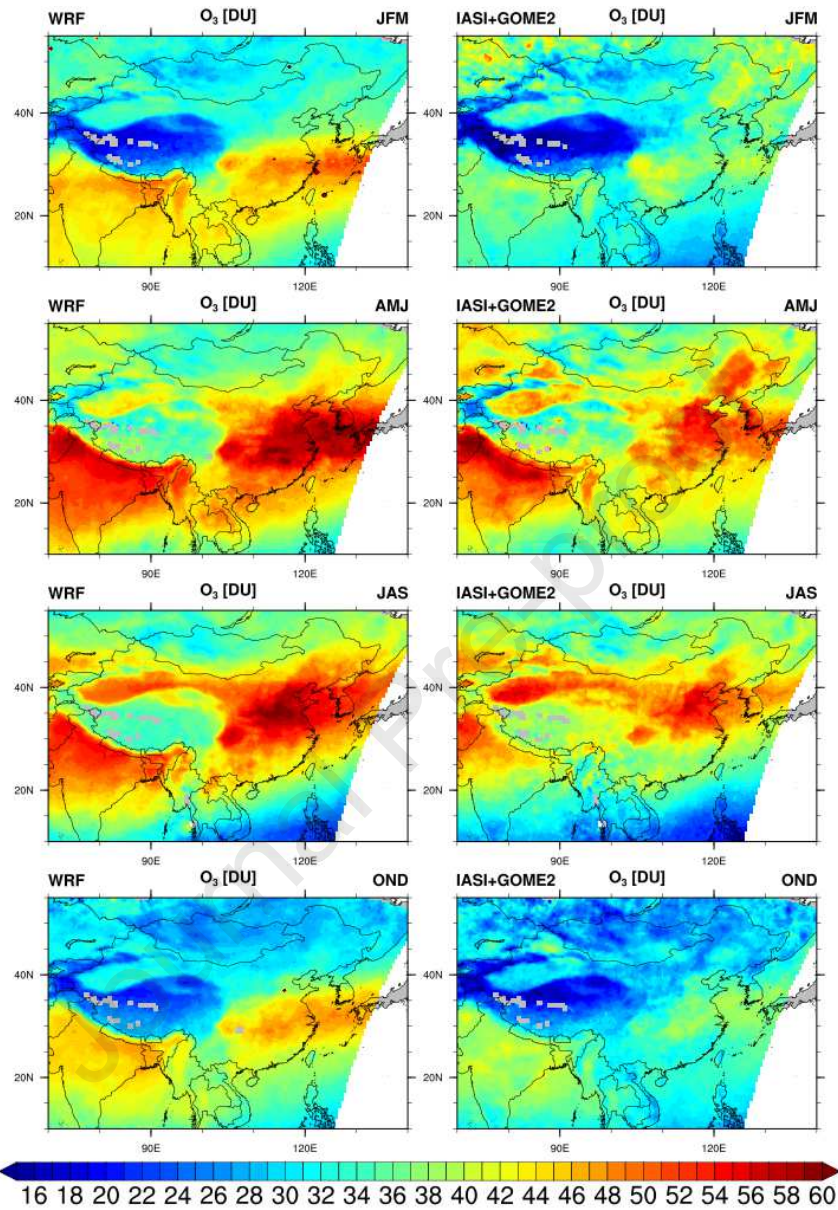 WRF O₃ [DU] JFM IASI+GOME2 O₃ [DU] JFM
40N 40N
20N 20N
90E 120E 90E 120E
WRF O₃ [DU] AMJ IASI+GOME2 O₃ [DU] AMJ
40N 40N
20N 20N
90E 120E 90E 120E
WRF O₃ [DU] JAS IASI+GOME2 O₃ [DU] JAS
40N 40N
20N 20N
90E 120E 90E 120E
WRF O₃ [DU] OND IASI+GOME2 O₃ [DU] OND
40N 40N
20N 20N
90E 120E 90E 120E
16 18 20 22 24 26 28 30 32 34 36 38 40 42 44 46 48 50 52 54 56 58 60
Journal Pre-pro